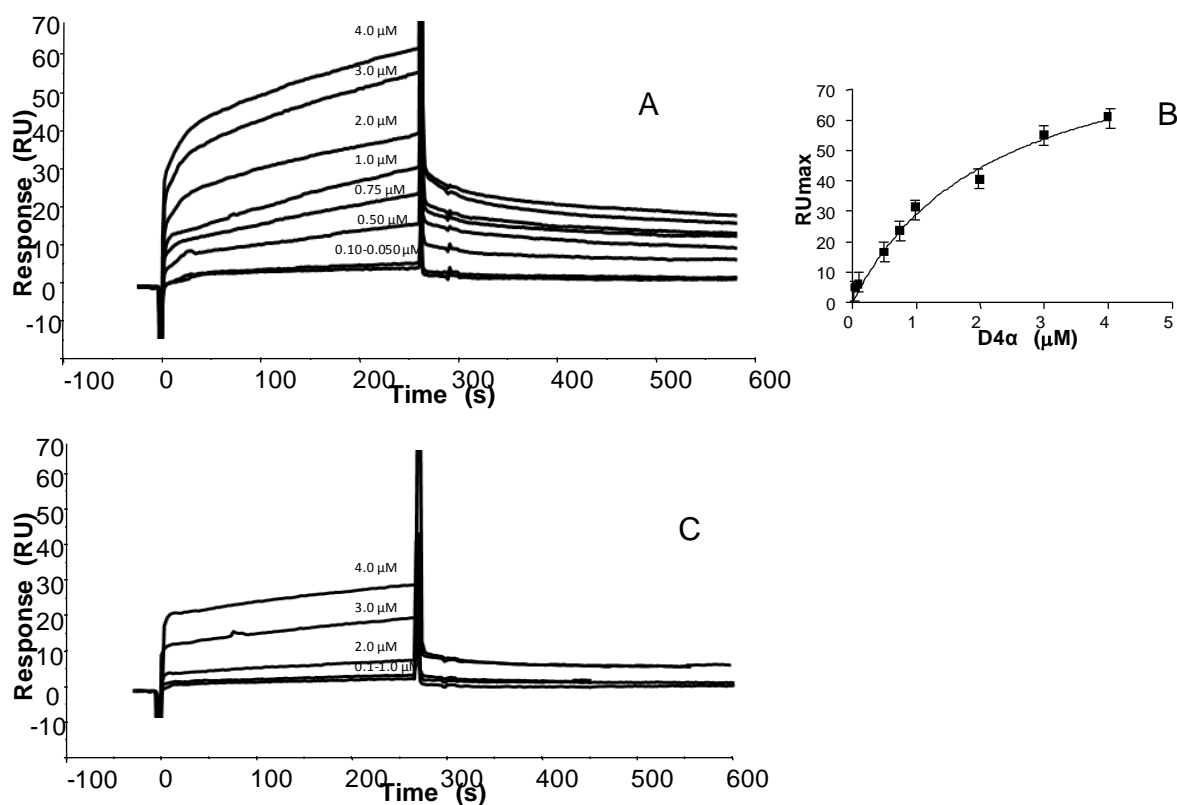 70
60
50
40
30
20
10
0
-10
Response (RU)
4.0 µM
3.0 µM
2.0 µM
1.0 µM
0.75 µM
0.50 µM
0.10-0.050 µM
A
-100 0 100 200 300 400 500 600
Time (s)
70
60
50
40
30
20
10
0
RUmax
B
0 1 2 3 4 5
D4α (µM)
70
60
50
40
30
20
10
0
-10
Response (RU)
4.0 µM
3.0 µM
2.0 µM
0.1-1.0 µM
C
-100 0 100 200 300 400 500 600
Time (s)